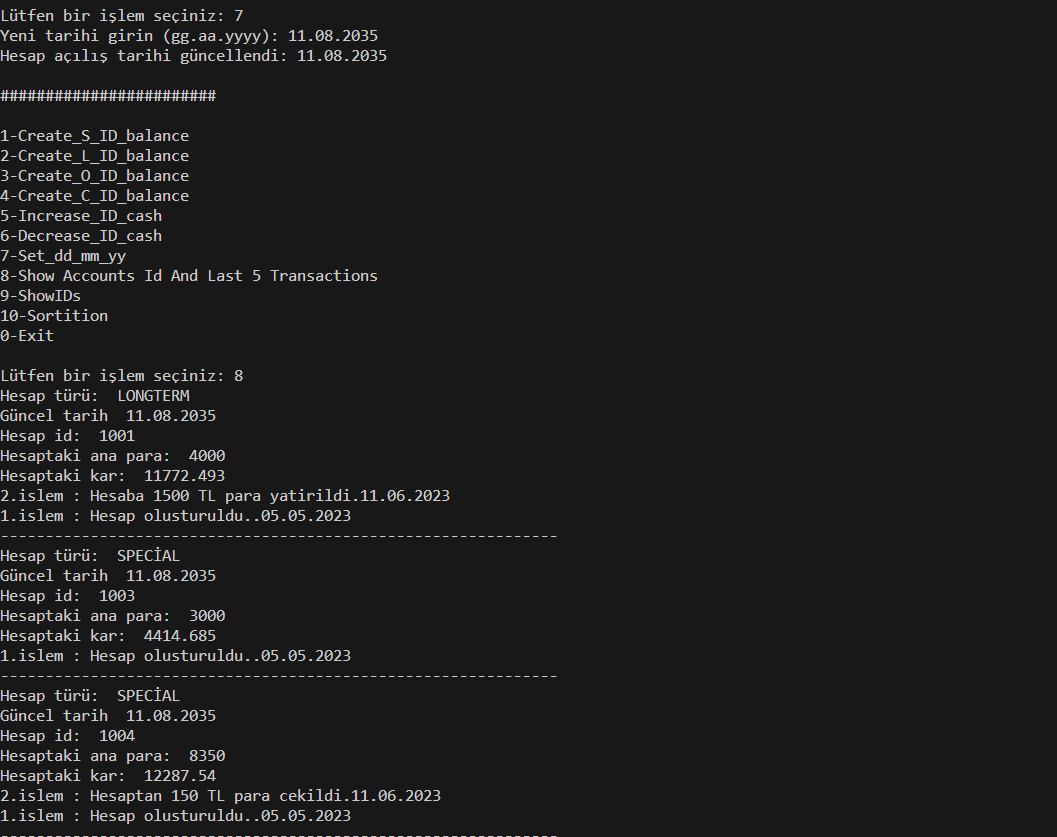 Lütfen bir işlem seçiniz: 7
Yeni tarihi girin (gg.aa.yyyy): 11.08.2035
Hesap açılış tarihi güncellendi: 11.08.2035
########################
1-Create_S_ID_balance
2-Create_L_ID_balance
3-Create_O_ID_balance
4-Create_C_ID_balance
5-Increase_ID_cash
6-Decrease_ID_cash
7-Set_dd_mm_yy
8-Show Accounts Id And Last 5 Transactions
9-ShowIDs
10-Sortition
0-Exit
Lütfen bir işlem seçiniz: 8
Hesap türü:  LONGTERM
Güncel tarih  11.08.2035
Hesap id:  1001
Hesaptaki ana para:  4000
Hesaptaki kar:  11772.493
2.islem : Hesaba 1500 TL para yatirildi.11.06.2023
1.islem : Hesap olusturuldu..05.05.2023
--------------------------------------------------------------
Hesap türü:  SPECİAL
Güncel tarih  11.08.2035
Hesap id:  1003
Hesaptaki ana para:  3000
Hesaptaki kar:  4414.685
1.islem : Hesap olusturuldu..05.05.2023
--------------------------------------------------------------
Hesap türü:  SPECİAL
Güncel tarih  11.08.2035
Hesap id:  1004
Hesaptaki ana para:  8350
Hesaptaki kar:  12287.54
2.islem : Hesaptan 150 TL para cekildi.11.06.2023
1.islem : Hesap olusturuldu..05.05.2023
--------------------------------------------------------------